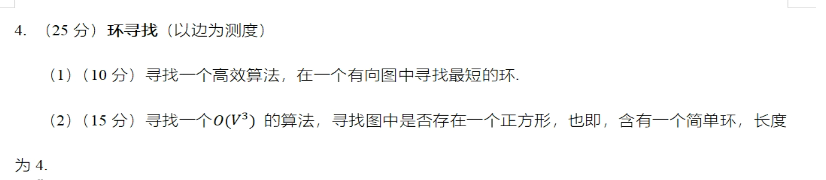 4. （25 分）环寻找（以边为测度）
（1）（10 分）寻找一个高效算法，在一个有向图中寻找最短的环.
（2）（15 分）寻找一个O(V³) 的算法，寻找图中是否存在一个正方形，也即，含有一个简单环，长度
为 4.